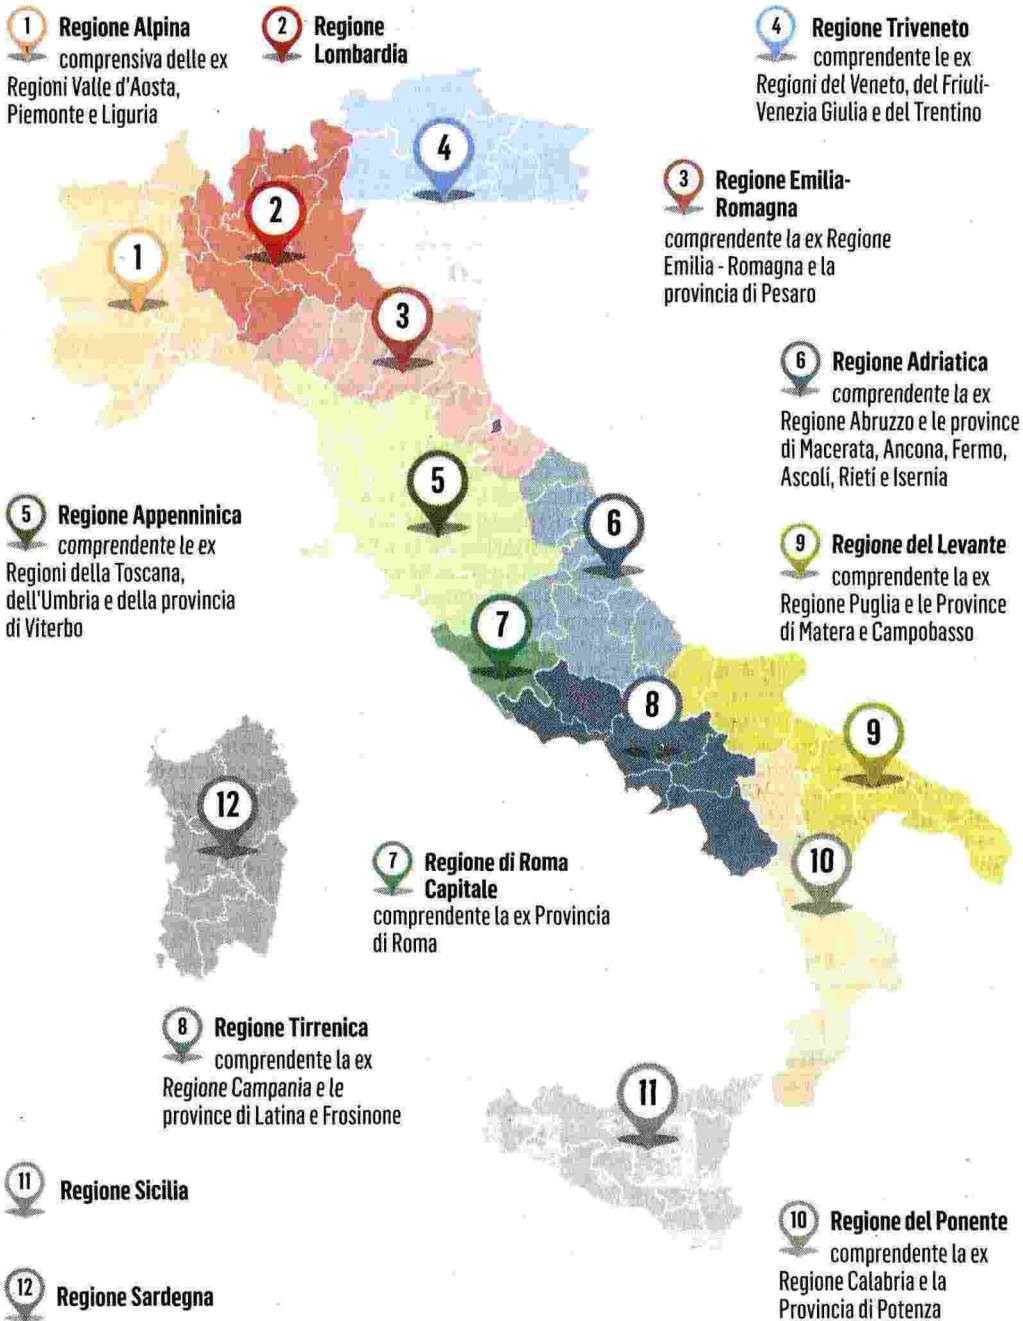 1 Regione Alpina
comprensiva delle ex
Regioni Valle d'Aosta,
Piemonte e Liguria
2 Regione
Lombardia
4 Regione Triveneto
comprendente le ex
Regioni del Veneto, del Friuli-
Venezia Giulia e del Trentino
3 Regione Emilia-
Romagna
comprendente la ex Regione
Emilia - Romagna e la
provincia di Pesaro
6 Regione Adriatica
comprendente la ex
Regione Abruzzo e le province
di Macerata, Ancona, Fermo,
Ascoli, Rieti e Isernia
5 Regione Appenninica
comprendente le ex
Regioni della Toscana,
dell'Umbria e della provincia
di Viterbo
9 Regione del Levante
comprendente la ex
Regione Puglia e le Province
di Matera e Campobasso
7 Regione di Roma
Capitale
comprendente la ex Provincia
di Roma
8 Regione Tirrenica
comprendente la ex
Regione Campania e le
province di Latina e Frosinone
11 Regione Sicilia
12 Regione Sardegna
10 Regione del Ponente
comprendente la ex
Regione Calabria e la
Provincia di Potenza
4
2
1
3
5
6
7
8
9
12
10
11